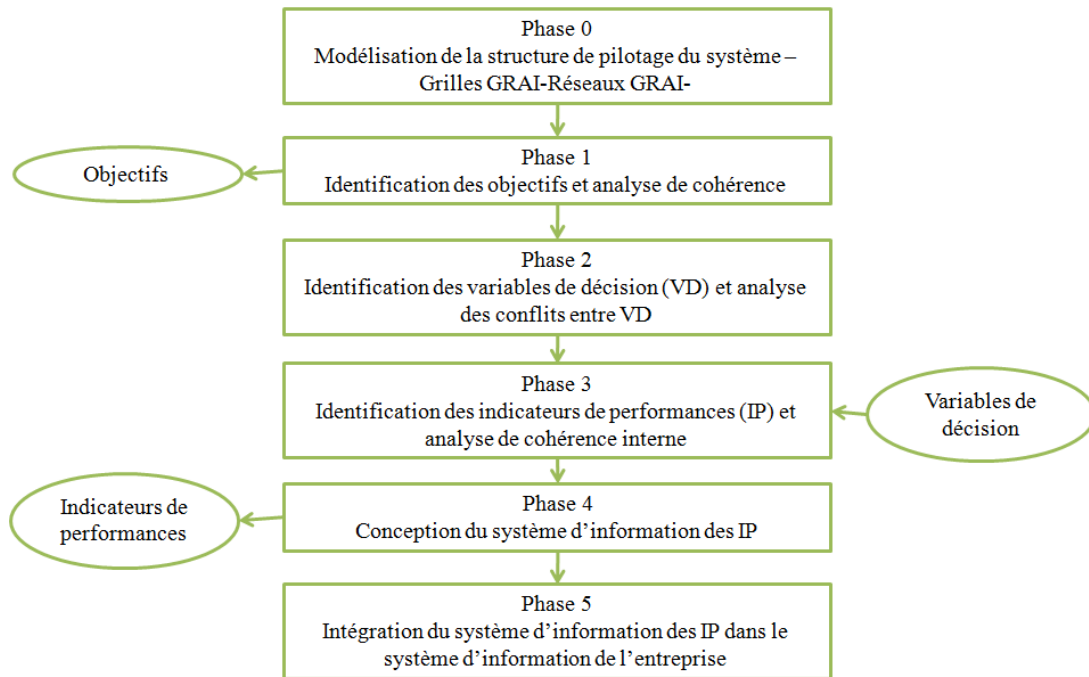 Phase 0
Modélisation de la structure de pilotage du système –
Grilles GRAI-Réseaux GRAI-
Phase 1
Identification des objectifs et analyse de cohérence
Objectifs
Phase 2
Identification des variables de décision (VD) et analyse
des conflits entre VD
Phase 3
Identification des indicateurs de performances (IP) et
analyse de cohérence interne
Variables de
décision
Phase 4
Conception du système d’information des IP
Indicateurs de
performances
Phase 5
Intégration du système d’information des IP dans le
système d’information de l’entreprise